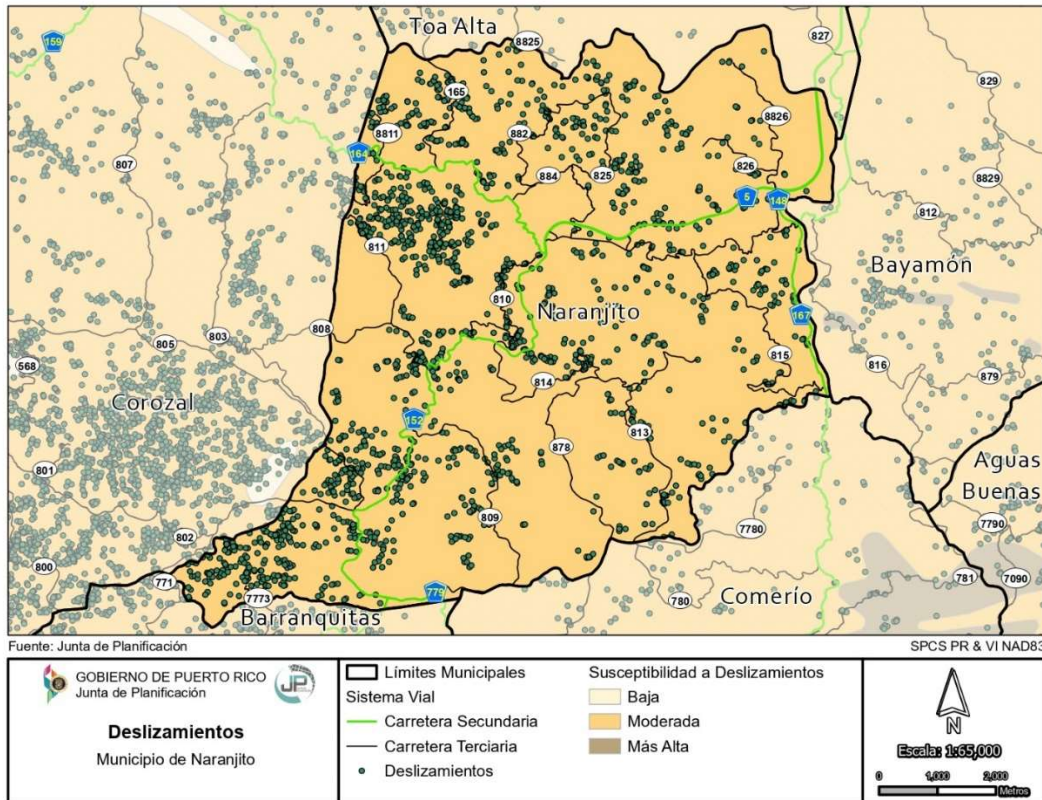 159
Toa Alta
8825
827
829
165
8811
882
8826
807
164
884
825
826
5
148
8829
812
811
Bayamón
810
Naranjito
167
803
808
805
568
814
815
816
879
Corozal
152
813
878
801
Aguas
Buenas
809
7780
7790
802
800
771
779
7773
780
Comerío
781
7090
Barranquitas
Fuente: Junta de Planificación
SPCS PR & VI NAD83
GOBIERNO DE PUERTO RICO
Junta de Planificación
JP
Deslizamientos
Municipio de Naranjito
Límites Municipales
Sistema Vial
Carretera Secundaria
Carretera Terciaria
Deslizamientos
Susceptibilidad a Deslizamientos
Baja
Moderada
Más Alta
N
Escala: 1:65,000
0 1,000 2,000
Metros